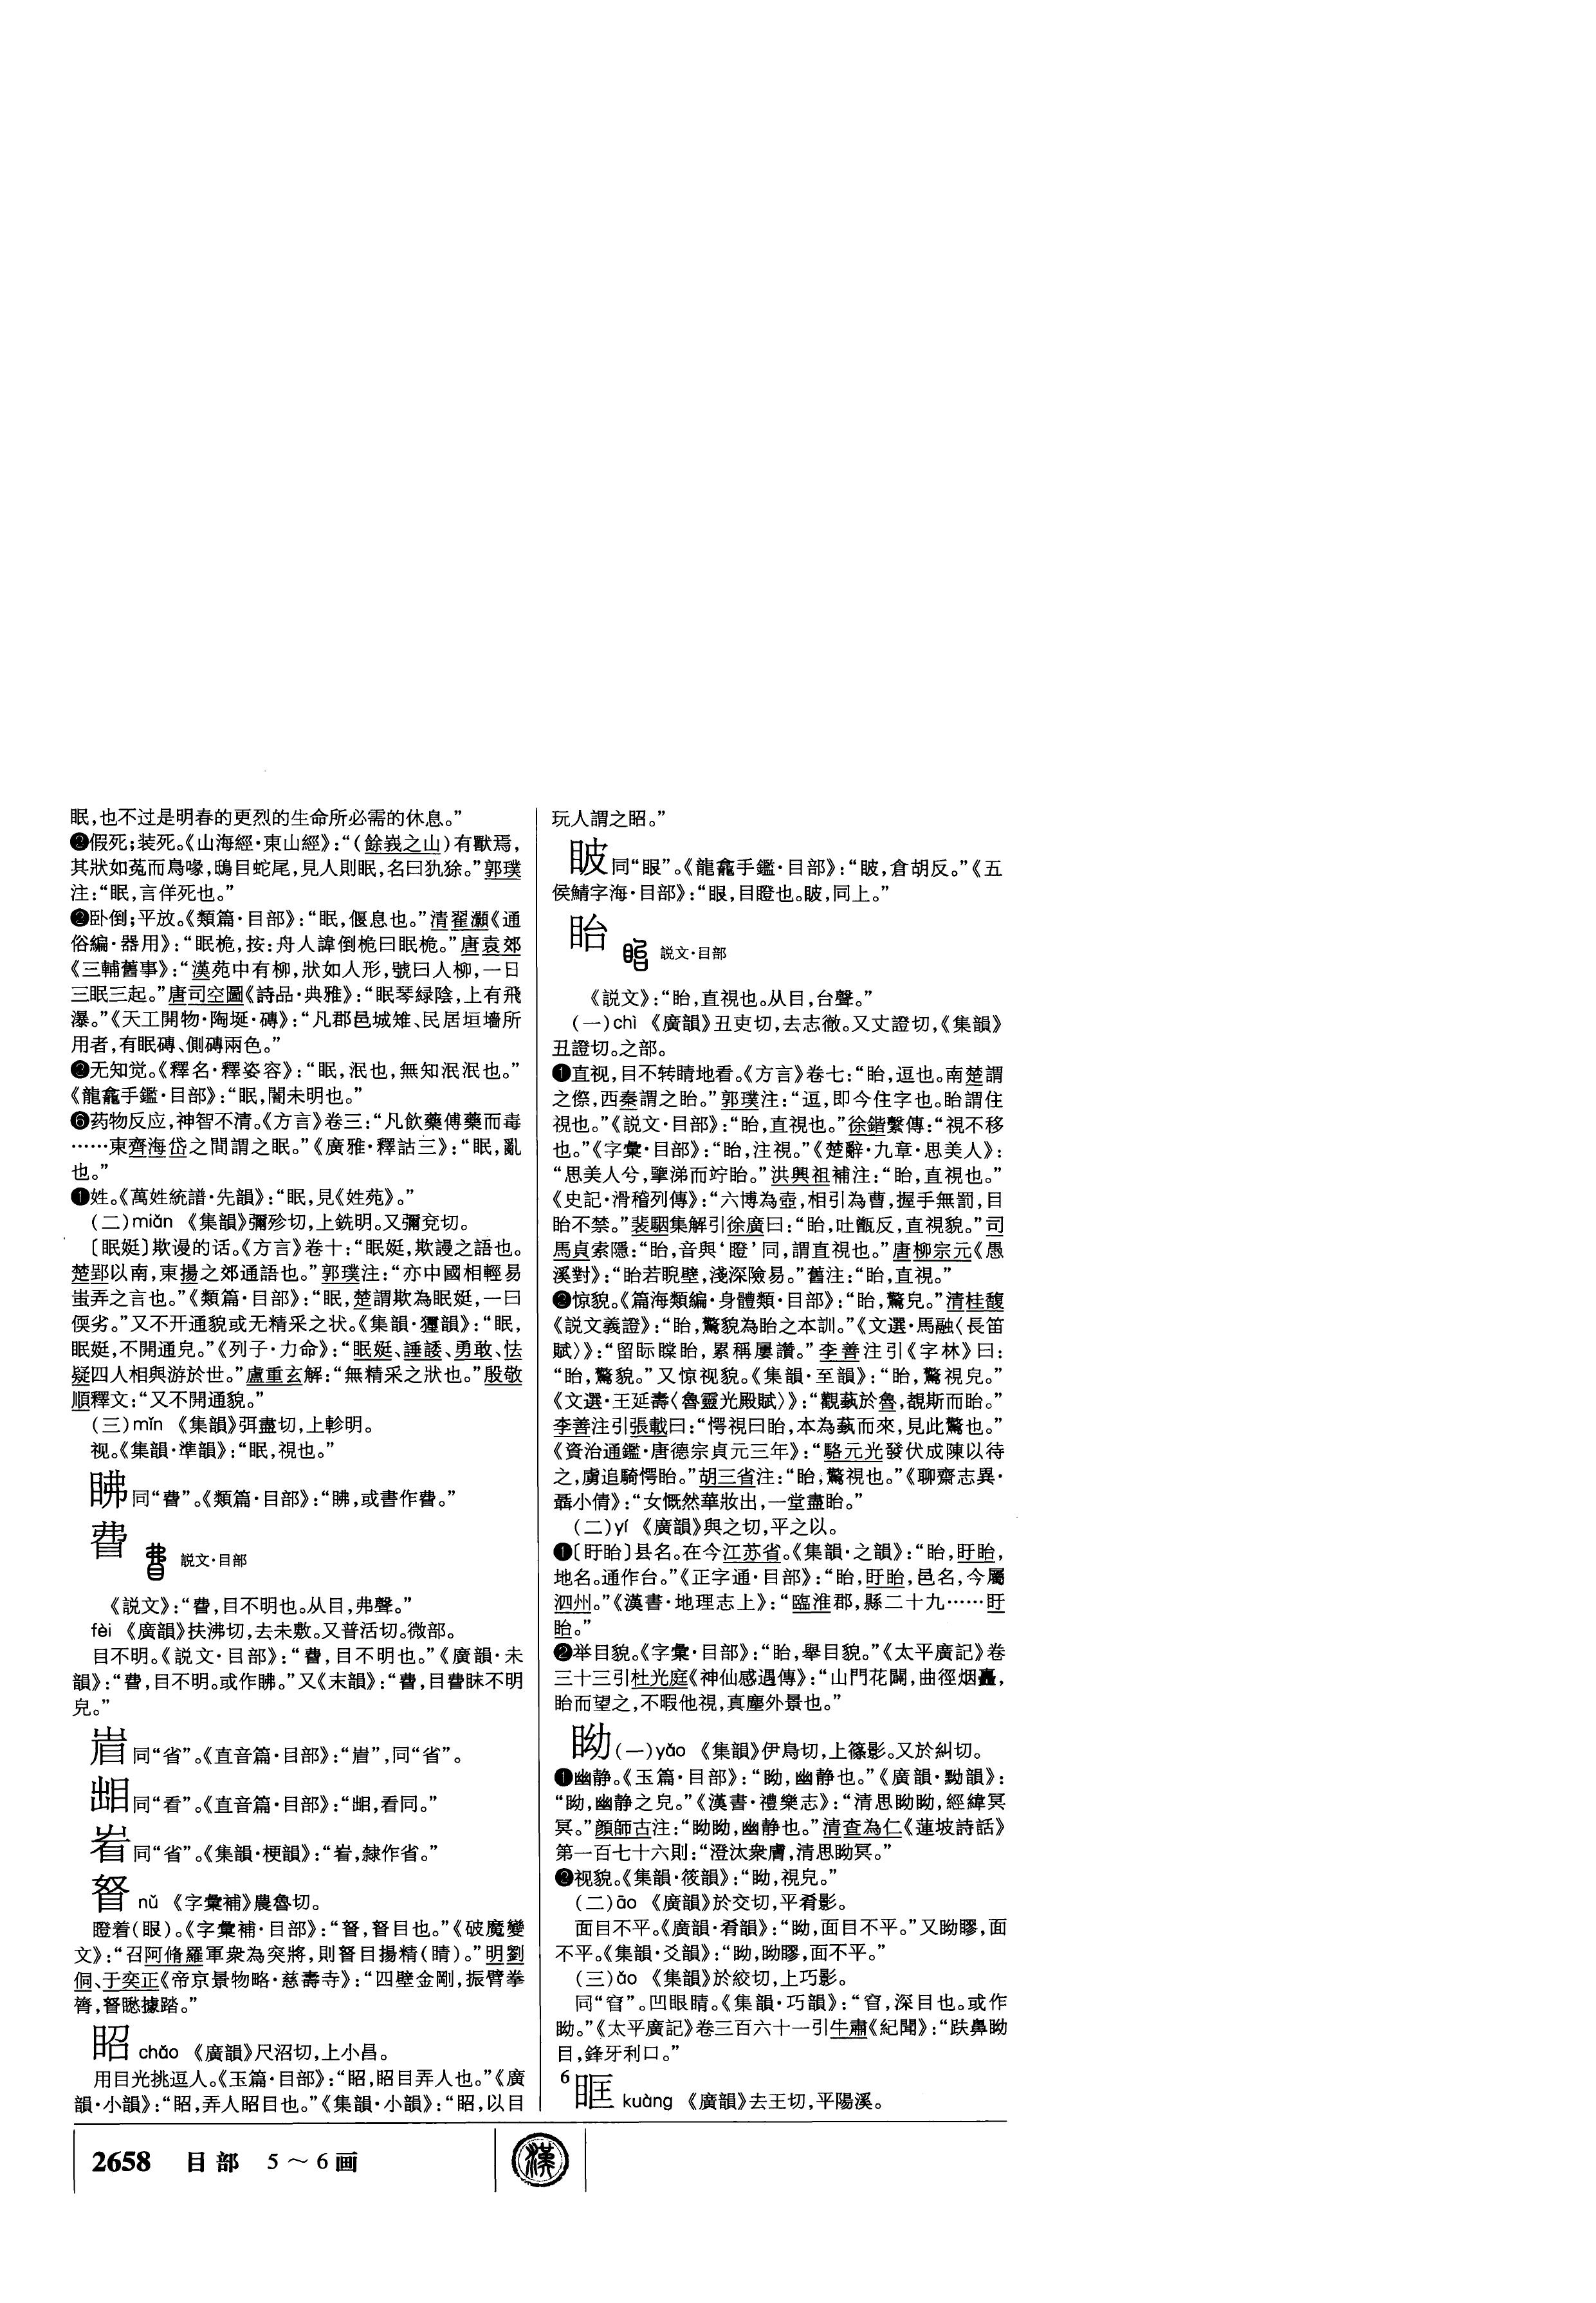 眠，也不过是明春的更烈的生命所必需的休息。”
❷假死；装死。《山海經·東山經》：“（餘峩之山）有獸焉，
其狀如菟而鳥喙，鴟目蛇尾，見人則眠，名曰犰狳。”郭璞
注：“眠，言佯死也。”
❷卧倒；平放。《類篇·目部》：“眠，偃息也。”清翟灝《通
俗編·器用》：“眠桅，按：舟人諱倒桅曰眠桅。”唐袁郊
《三輔舊事》：“漢苑中有柳，狀如人形，號曰人柳，一日
三眠三起。”唐司空圖《詩品·典雅》：“眠琴緑陰，上有飛
瀑。”《天工開物·陶埏·磚》：“凡郡邑城雉、民居垣墻所
用者，有眠磚、側磚兩色。”
❷无知觉。《釋名·釋姿容》：“眠，泯也，無知泯泯也。”
《龍龕手鑑·目部》：“眠，闇未明也。”
❻药物反应，神智不清。《方言》卷三：“凡飲藥傅藥而毒
……東齊海岱之間謂之眠。”《廣雅·釋詁三》：“眠，亂
也。”
❶姓。《萬姓統譜·先韻》：“眠，見《姓苑》。”
（二）miǎn 《集韻》彌殄切，上銑明。又彌兗切。
〔眠娗〕欺谩的话。《方言》卷十：“眠娗，欺謾之語也。
楚郢以南，東揚之郊通語也。”郭璞注：“亦中國相輕易
蚩弄之言也。”《類篇·目部》：“眠，楚謂欺為眠娗，一曰
偄劣。”又不开通貌或无精采之状。《集韻·𤣗韻》：“眠，
眠娗，不開通皃。”《列子·力命》：“眠娗、諈諉、勇敢、怯
疑四人相與游於世。”盧重玄解：“無精采之狀也。”殷敬
順釋文：“又不開通貌。”
（三）mǐn 《集韻》弭盡切，上軫明。
视。《集韻·準韻》：“眠，視也。”
䀟同“䀟”。《類篇·目部》：“䀟，或書作䀟。”
説文·目部
《説文》：“𥄱，目不明也。从目，弗聲。”
fèi 《廣韻》扶沸切，去未敷。又普活切。微部。
目不明。《説文·目部》：“𥄱，目不明也。”《廣韻·未
韻》：“𥄱，目不明。或作䀟。”又《末韻》：“𥄱，目𥄱眜不明
皃。”
同“省”。《直音篇·目部》：“”，同“省”。
同“看”。《直音篇·目部》：“，看同。”
同“省”。《集韻·梗韻》：“，隸作省。”
䀑 nǔ 《字彙補》農魯切。
瞪着（眼）。《字彙補·目部》：“，目也。”《破魔變
文》：“召阿脩羅軍衆為突將，則目揚精（睛）。”明劉
侗、于奕正《帝京景物略·慈壽寺》：“四壁金剛，振臂拳
膂，據踏。”
眧 chǎo 《廣韻》尺沼切，上小昌。
用目光挑逗人。《玉篇·目部》：“眧，眧目弄人也。”《廣
韻·小韻》：“眧，弄人眧目也。”《集韻·小韻》：“眧，以目
玩人謂之眧。”
同“眼”。《龍龕手鑑·目部》：“，倉胡反。”《五
侯鯖字海·目部》：“眼，目瞪也。，同上。”
眙 説文·目部
《説文》：“眙，直視也。从目，台聲。”
（一）chì 《廣韻》丑吏切，去志徹。又丈證切，《集韻》
丑證切。之部。
❶直视，目不转睛地看。《方言》卷七：“眙，逗也。南楚謂
之傺，西秦謂之眙。”郭璞注：“逗，即今住字也。眙謂住
視也。”《説文·目部》：“眙，直視也。”徐鍇繫傳：“視不移
也。”《字彙·目部》：“眙，注視。”《楚辭·九章·思美人》：
“思美人兮，擥涕而竚眙。”洪興祖補注：“眙，直視也。”
《史記·滑稽列傳》：“六博為壺，相引為曹，握手無罰，目
眙不禁。”裴駰集解引徐廣曰：“眙，吐甑反，直視貌。”司
馬貞索隱：“眙，音與‘瞪’同，謂直視也。”唐柳宗元《愚
溪對》：“眙若睨壁，淺深險易。”舊注：“眙，直視。”
❷惊貌。《篇海類編·身體類·目部》：“眙，驚皃。”清桂馥
《説文義證》：“眙，驚貌為眙之本訓。”《文選·馬融〈長笛
賦〉》：“留眎瞠眙，累稱屢讚。”李善注引《字林》曰：
“眙，驚貌。”又惊视貌。《集韻·至韻》：“眙，驚視皃。”
《文選·王延壽〈魯靈光殿賦〉》：“觀蓺於魯，覩斯而眙。”
李善注引張載曰：“愕視曰眙，本為蓺而來，見此驚也。”
《資治通鑑·唐德宗貞元三年》：“駱元光發伏成陳以待
之，虜追騎愕眙。”胡三省注：“眙，驚視也。”《聊齋志異·
聶小倩》：“女慨然華妝出，一堂盡眙。”
（二）yí 《廣韻》與之切，平之以。
❶〔盱眙〕县名。在今江苏省。《集韻·之韻》：“眙，盱眙，
地名。通作台。”《正字通·目部》：“眙，盱眙，邑名，今屬
泗州。”《漢書·地理志上》：“臨淮郡，縣二十九……盱
眙。”
❷举目貌。《字彙·目部》：“眙，舉目貌。”《太平廣記》卷
三十三引杜光庭《神仙感遇傳》：“山門花闢，曲徑烟矗，
眙而望之，不暇他視，真塵外景也。”
眑（一）yǎo 《集韻》伊鳥切，上篠影。又於糾切。
❶幽静。《玉篇·目部》：“眑，幽静也。”《廣韻·黝韻》：
“眑，幽静之皃。”《漢書·禮樂志》：“清思眑眑，經緯冥
冥。”顔師古注：“眑眑，幽静也。”清查為仁《蓮坡詩話》
第一百七十六則：“澄汰衆膚，清思眑冥。”
❷视貌。《集韻·筱韻》：“眑，視皃。”
（二）āo 《廣韻》於交切，平肴影。
面目不平。《廣韻·肴韻》：“眑，面目不平。”又眑䁱，面
不平。《集韻·爻韻》：“眑，眑䁱，面不平。”
（三）ǎo 《集韻》於絞切，上巧影。
同“窅”。凹眼睛。《集韻·巧韻》：“窅，深目也。或作
眑。”《太平廣記》卷三百六十一引牛肅《紀聞》：“趺鼻眑
目，鋒牙利口。”
6 眶 kuàng 《廣韻》去王切，平陽溪。
2658 目部 5～6画
漢